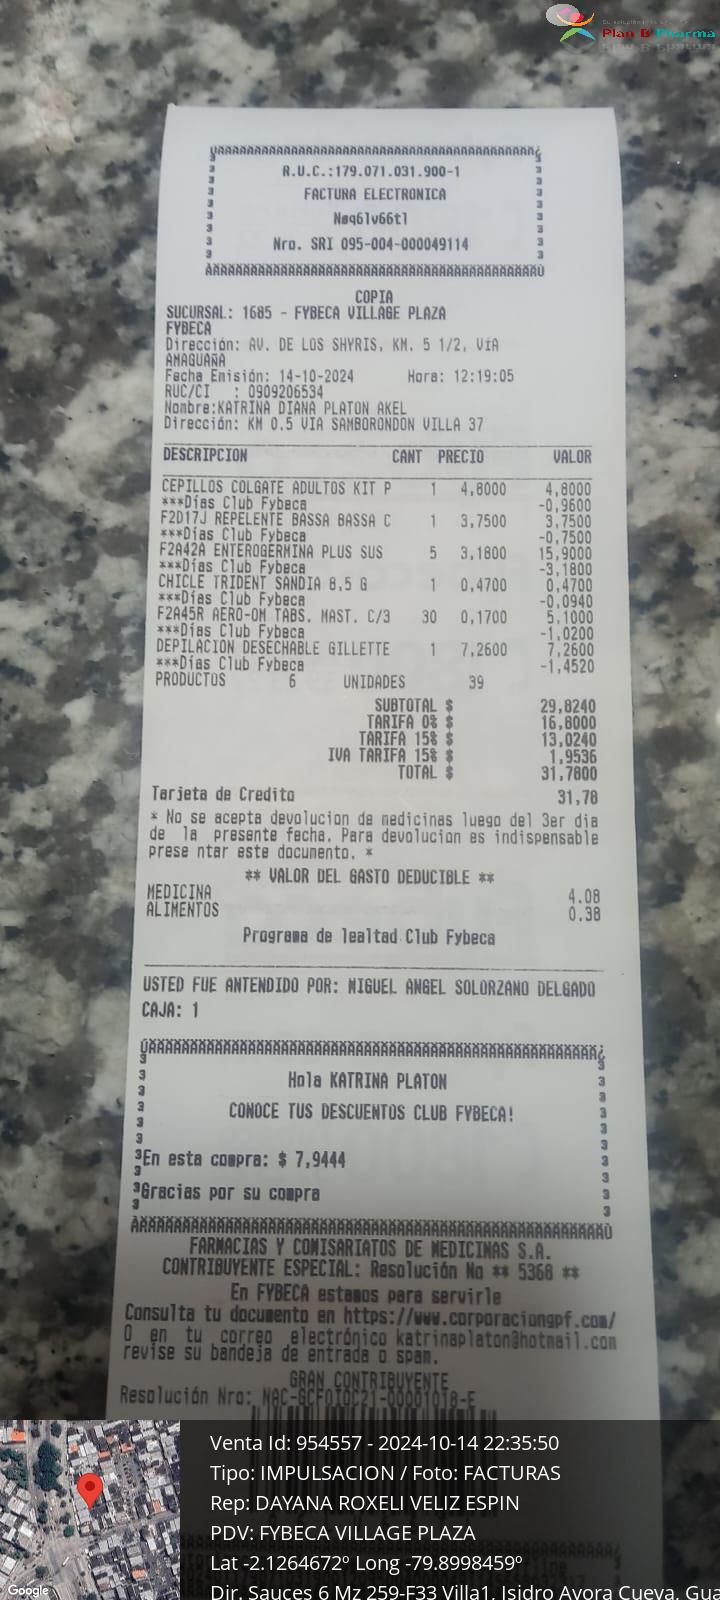 Plan B Pharma
R.U.C.:179.071.031.900-1
FACTURA ELECTRONICA
Nøq6lv66tl
Nro. SRI 095-004-000049114
COPIA
SUCURSAL: 1685 - FYBECA VILLAGE PLAZA
FYBECA
Dirección: AV. DE LOS SHYRIS, KM. 5 1/2, VíA
AMAGUAÑA
Fecha Emisión: 14-10-2024 Hora: 12:19:05
RUC/CI : 0909206534
Nombre:KATRINA DIANA PLATON AKEL
Dirección: KM 0.5 VIA SAMBORONDON VILLA 37
DESCRIPCION CANT PRECIO VALOR
CEPILLOS COLGATE ADULTOS KIT P 1 4,8000 4,8000
***Días Club Fybeca -0,9600
F2D17J REPELENTE BASSA BASSA C 1 3,7500 3,7500
***Días Club Fybeca -0,7500
F2A42A ENTEROGERMINA PLUS SUS 5 3,1800 15,9000
***Días Club Fybeca -3,1800
CHICLE TRIDENT SANDIA 8,5 G 1 0,4700 0,4700
***Días Club Fybeca -0,0940
F2A45R AERO-OM TABS. MAST. C/3 30 0,1700 5,1000
***Días Club Fybeca -1,0200
DEPILACION DESECHABLE GILLETTE 1 7,2600 7,2600
***Días Club Fybeca -1,4520
PRODUCTOS 6 UNIDADES 39
SUBTOTAL $ 29,8240
TARIFA 0% $ 16,8000
TARIFA 15% $ 13,0240
IVA TARIFA 15% $ 1,9536
TOTAL $ 31,7800
Tarjeta de Credito 31,78
* No se acepta devolucion de medicinas luego del 3er dia
de la presente fecha. Para devolucion es indispensable
prese ntar este documento. *
** VALOR DEL GASTO DEDUCIBLE **
MEDICINA 4.08
ALIMENTOS 0.38
Programa de lealtad Club Fybeca
USTED FUE ANTENDIDO POR: MIGUEL ANGEL SOLORZANO DELGADO
CAJA: 1
Hola KATRINA PLATON
CONOCE TUS DESCUENTOS CLUB FYBECA!
En esta compra: $ 7,9444
Gracias por su compra
FARMACIAS Y COMISARIATOS DE MEDICINAS S.A.
CONTRIBUYENTE ESPECIAL: Resolución No ** 5368 **
En FYBECA estamos para servirle
Consulta tu documento en https://www.corporaciongpf.com/
O en tu correo electrónico katrinaplaton@hotmail.com
revise su bandeja de entrada o spam.
GRAN CONTRIBUYENTE
Resolución Nro: NAC-GCFOIOC21-00001018-E
Venta Id: 954557 - 2024-10-14 22:35:50
Tipo: IMPULSACION / Foto: FACTURAS
Rep: DAYANA ROXELI VELIZ ESPIN
PDV: FYBECA VILLAGE PLAZA
Lat -2.1264672º Long -79.8998459º
Dir. Sauces 6 Mz 259-F33 Villa1, Isidro Ayora Cueva, Gua
Google